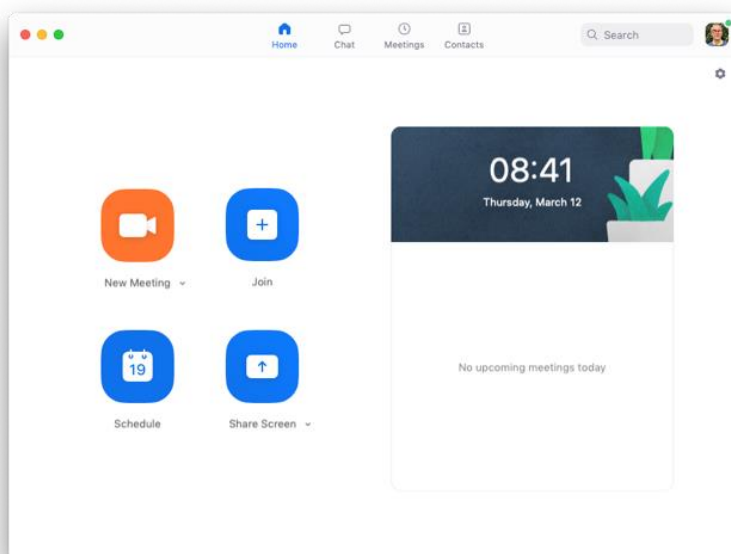 Home
Chat
Meetings
Contacts
Search
08:41
Thursday, March 12
New Meeting
Join
19
Schedule
Share Screen
No upcoming meetings today